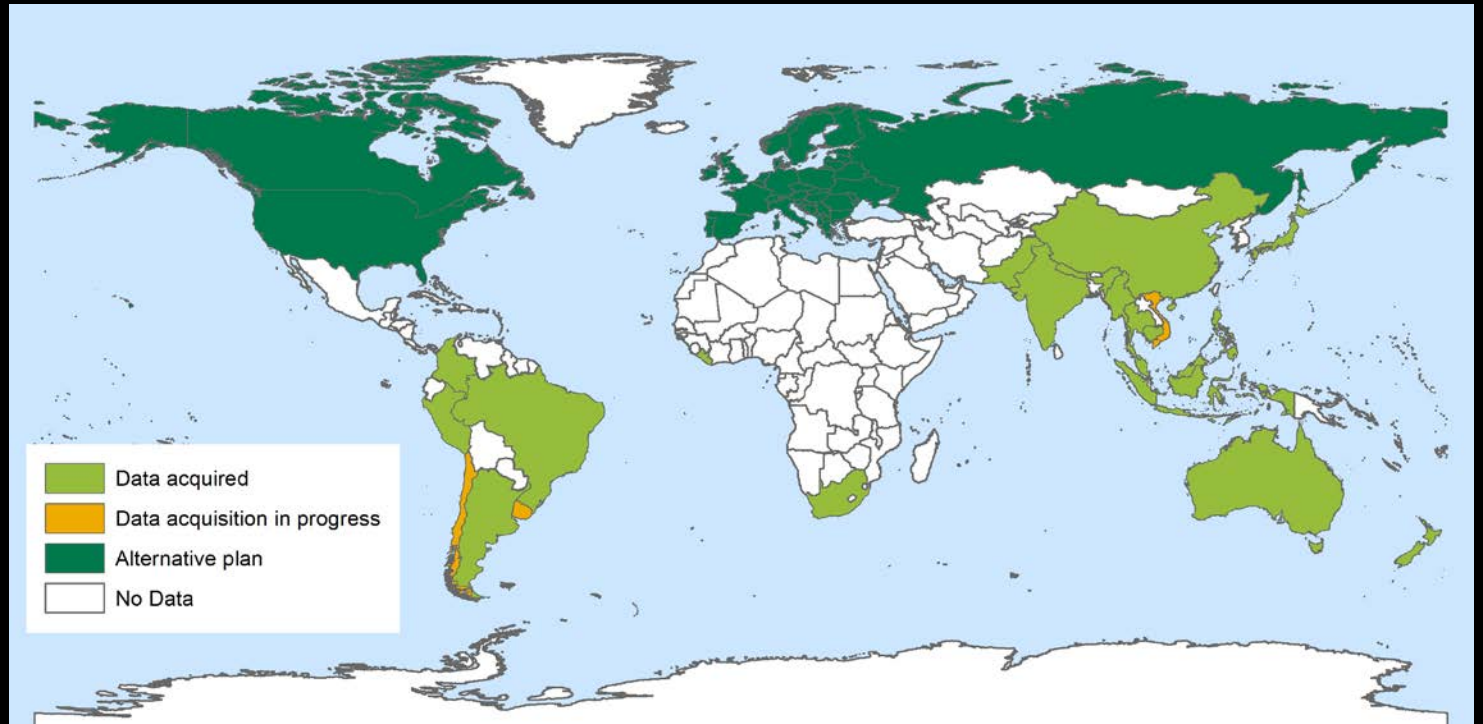 Data acquired
Data acquisition in progress
Alternative plan
No Data